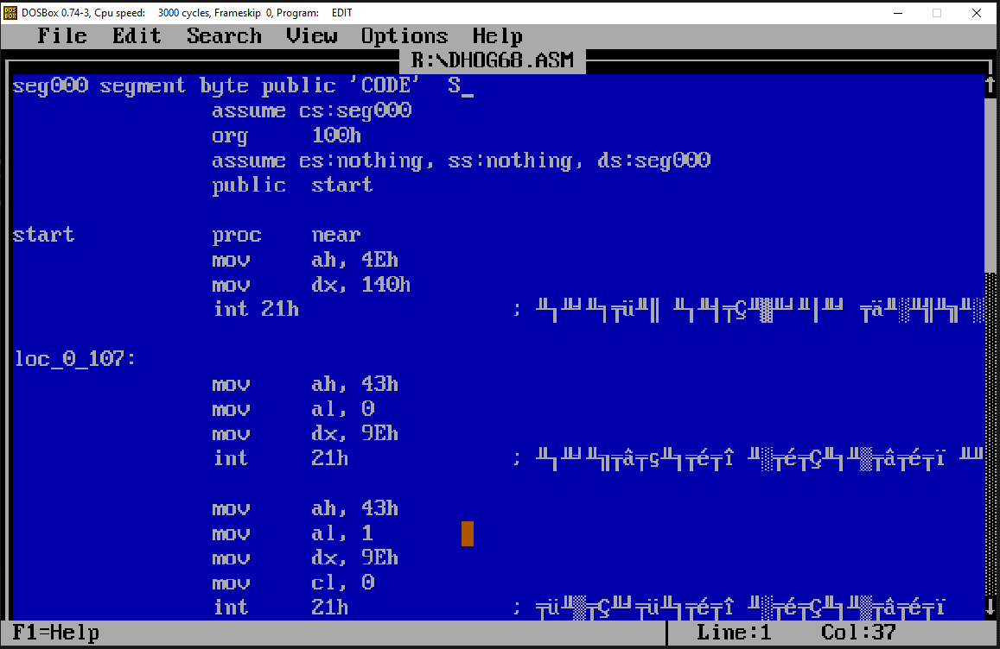 DOSBox 0.74-3, Cpu speed: 3000 cycles, Frameskip 0, Program: EDIT
File Edit Search View Options Help
R:\DHOG68.ASM
seg000 segment byte public 'CODE' S_
assume cs:seg000
org 100h
assume es:nothing, ss:nothing, ds:seg000
public start
start proc near
mov ah, 4Eh
mov dx, 140h
int 21h ;
loc_0_107:
mov ah, 43h
mov al, 0
mov dx, 9Eh
int 21h ;
mov ah, 43h
mov al, 1
mov dx, 9Eh
mov cl, 0
int 21h ;
F1=Help Line:1 Col:37